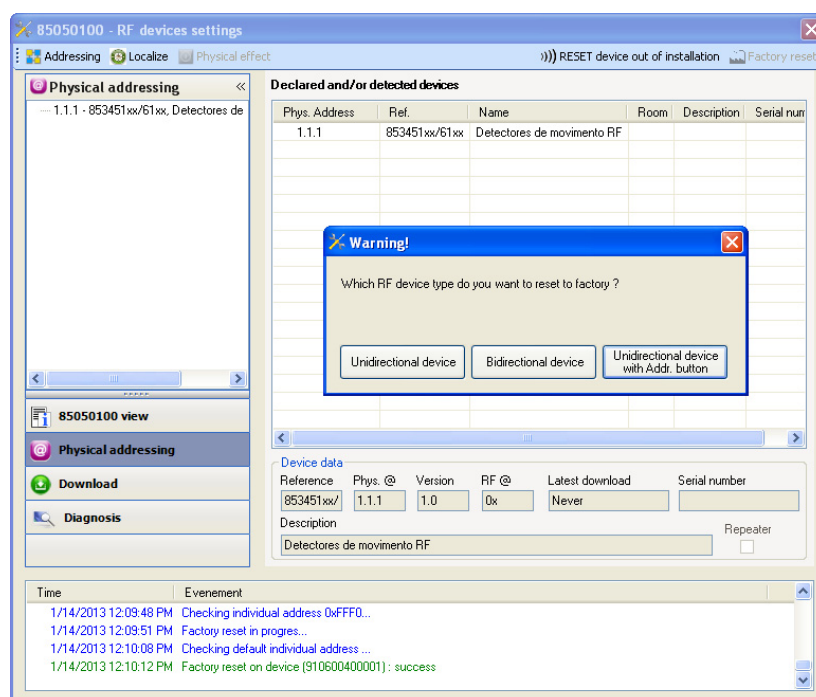 85050100 - RF devices settings
Addressing Localize Physical effect ))) RESET device out of installation Factory reset
Physical addressing «
1.1.1 - 853451xx/61xx, Detectores de
Declared and/or detected devices
Phys. Address Ref. Name Room Description Serial num
1.1.1 853451xx/61xx Detectores de movimento RF
Warning!
Which RF device type do you want to reset to factory ?
Unidirectional device Bidirectional device Unidirectional device
with Addr. button
85050100 view
Physical addressing
Download
Diagnosis
Device data
Reference Phys. @ Version RF @ Latest download Serial number
853451xx/ 1.1.1 1.0 0x Never
Description Repeater
Detectores de movimento RF
Time Evenement
1/14/2013 12:09:48 PM Checking individual address 0xFFF0...
1/14/2013 12:09:51 PM Factory reset in progres...
1/14/2013 12:10:08 PM Checking default individual address ...
1/14/2013 12:10:12 PM Factory reset on device (910600400001) : success